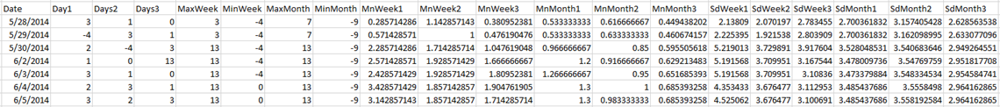 Date Day1 Days2 Days3 MaxWeek MinWeek MaxMonth MinMonth MnWeek1 MnWeek2 MnWeek3 MnMonth1 MnMonth2 MnMonth3 SdWeek1 SdWeek2 SdWeek3 SdMonth1 SdMonth2 SdMonth3
5/28/2014 3 1 0 3 -4 7 -9 0.285714286 1.142857143 0.380952381 0.533333333 0.616666667 0.449438202 2.13809 2.070197 2.783455 2.700361832 3.157405428 2.628563538
5/29/2014 -4 3 1 3 -4 7 -9 0.571428571 1 0.476190476 0.533333333 0.633333333 0.460674157 2.225395 1.921538 2.803909 2.700361832 3.162098995 2.633077096
5/30/2014 2 -4 3 13 -4 13 -9 2.285714286 1.714285714 1.047619048 0.966666667 0.85 0.595505618 5.219013 3.729891 3.917604 3.528048531 3.540683646 2.949264551
6/2/2014 1 0 13 13 -4 13 -9 2.571428571 1.928571429 1.666666667 1.2 0.916666667 0.629213483 5.191568 3.709951 3.167544 3.478009736 3.54769759 2.951817708
6/3/2014 3 1 0 13 -4 13 -9 2.428571429 1.928571429 1.80952381 1.266666667 0.95 0.651685393 5.191568 3.709951 3.10836 3.473379884 3.548334534 2.954584741
6/4/2014 2 3 1 13 0 13 -9 3.428571429 1.857142857 1.904761905 1.3 1 0.685393258 4.353433 3.676477 3.112953 3.485437686 3.5558498 2.964162865
6/5/2014 3 2 3 13 0 13 -9 3.142857143 1.857142857 1.714285714 1.3 0.983333333 0.685393258 4.525062 3.676477 3.100691 3.485437686 3.558192584 2.964162865